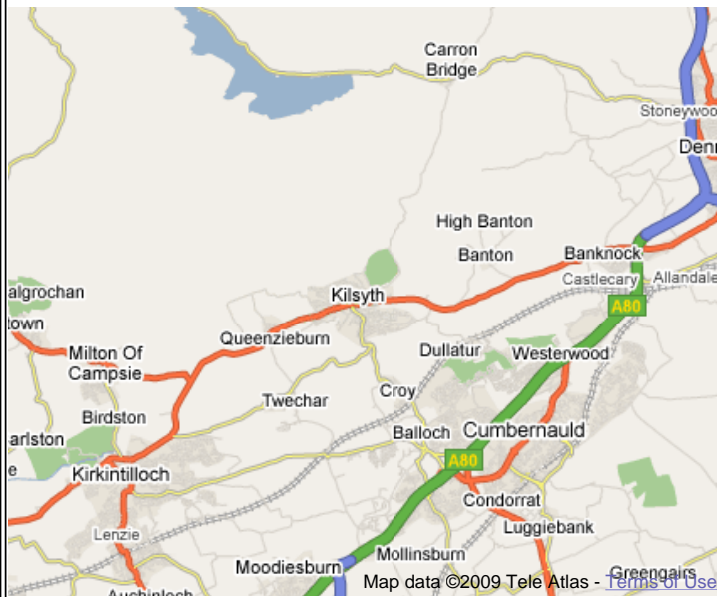 Carron
Bridge
Stoneywoo
Denn
High Banton
Banton
Banknock
Castlecary
Allandale
algrochan
Kilsyth
A80
town
Queenzieburn
Dullatur
Westerwood
Milton Of
Campsie
Croy
Twechar
Birdston
Balloch
Cumbernauld
arlston
A80
e
Kirkintilloch
Condorrat
Luggiebank
Lenzie
Mollinsburn
Moodiesburn
Greengairs
Map data ©2009 Tele Atlas - Terms of Use
Auchinloch